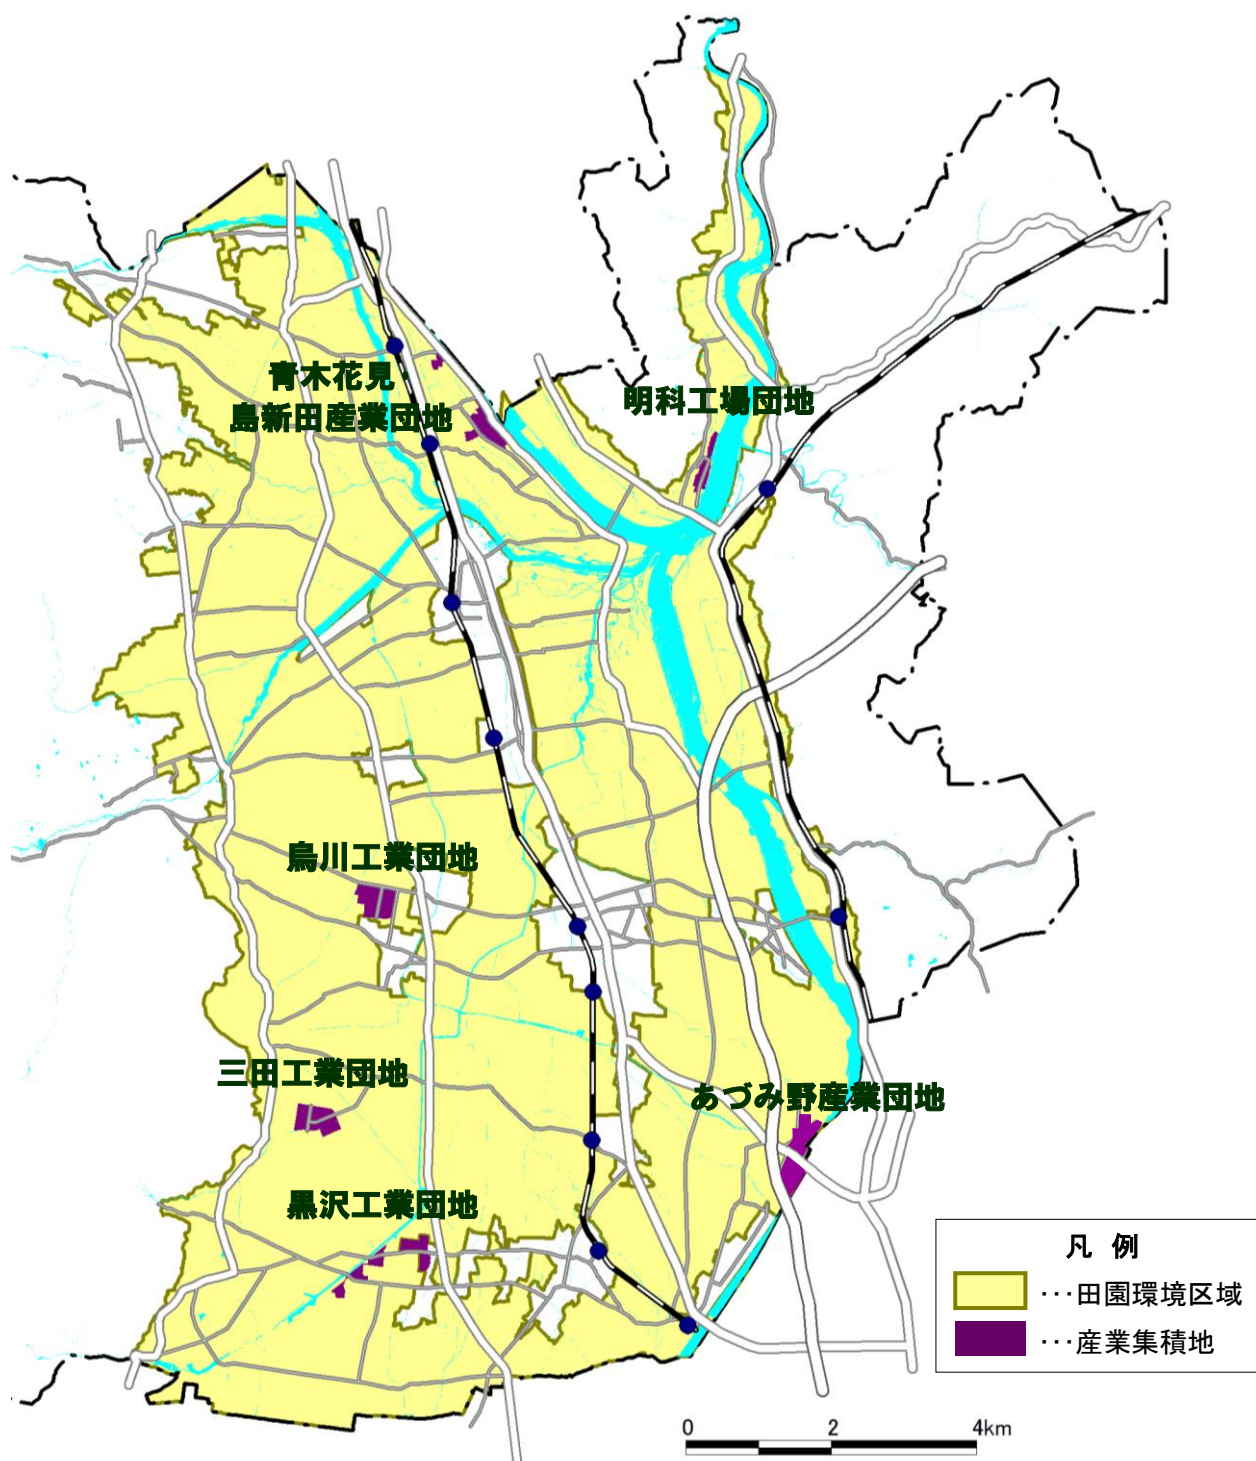 青木花見
島新田産業団地
明科工場団地
烏川工業団地
三田工業団地
あづみ野産業団地
黒沢工業団地
凡 例
･･･田園環境区域
･･･産業集積地
0 2 4km